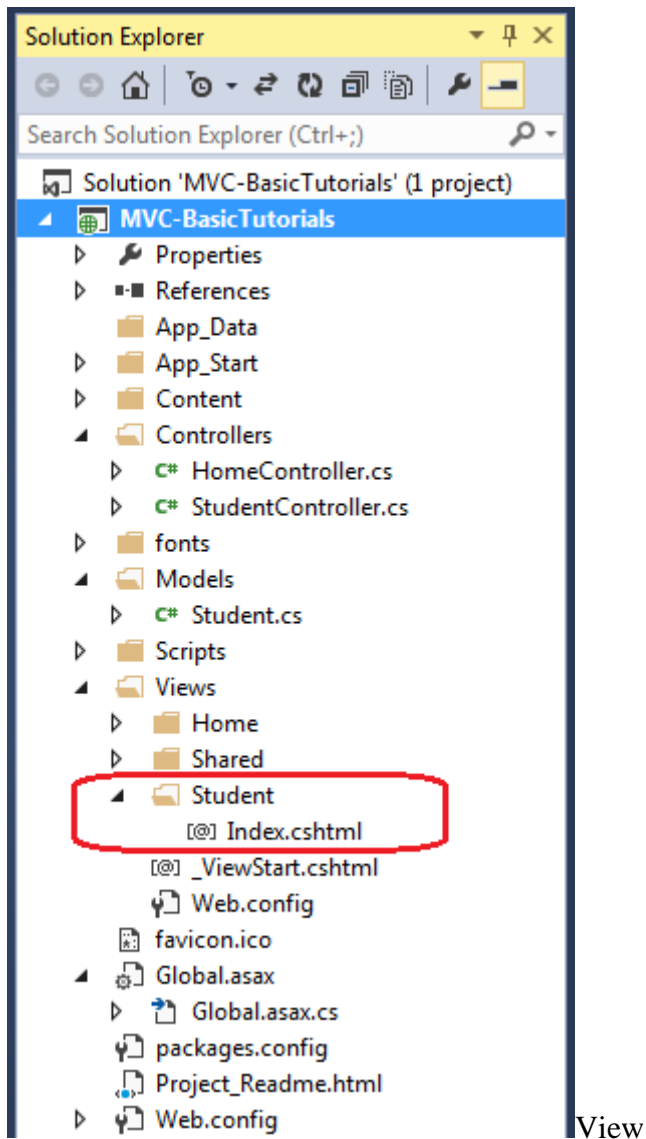 Solution Explorer
Search Solution Explorer (Ctrl+;)
Solution 'MVC-BasicTutorials' (1 project)
MVC-BasicTutorials
Properties
References
App_Data
App_Start
Content
Controllers
C# HomeController.cs
C# StudentController.cs
fonts
Models
C# Student.cs
Scripts
Views
Home
Shared
Student
[@] Index.cshtml
[@] _ViewStart.cshtml
Web.config
favicon.ico
Global.asax
Global.asax.cs
packages.config
Project_Readme.html
Web.config
View